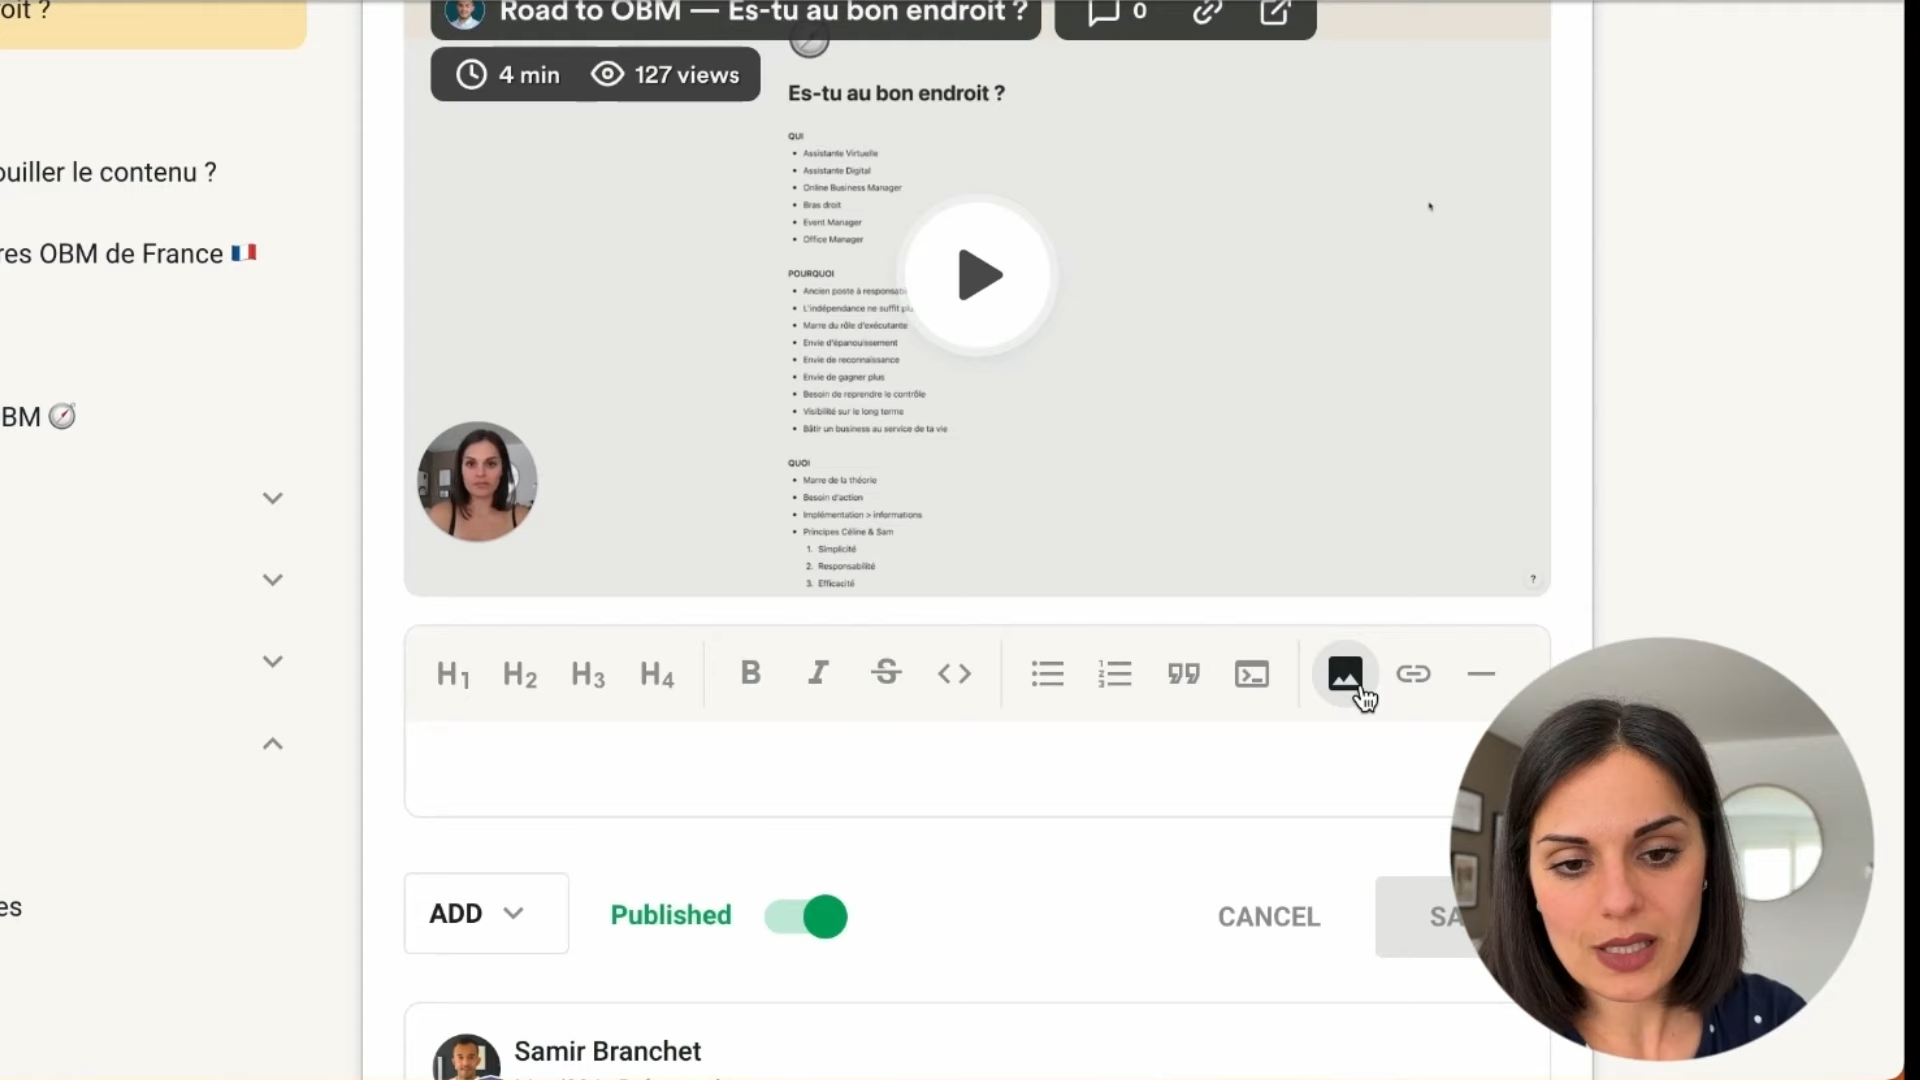 oit ?
Road to OBM — Es-tu au bon endroit ?
0
4 min
127 views
Es-tu au bon endroit ?
QUI
Assistante Virtuelle
Assistante Digital
Online Business Manager
Bras droit
Event Manager
Office Manager
POURQUOI
Ancien poste à responsabi
L'indépendance ne suffit plu
Marre du rôle d'exécutante
Envie d'épanouissement
Envie de reconnaissance
Envie de gagner plus
Besoin de reprendre le contrôle
Visibilité sur le long terme
Bâtir un business au service de ta vie
QUOI
Marre de la théorie
Besoin d'action
Implémentation > informations
Principes Céline & Sam
1. Simplicité
2. Responsabilité
3. Efficacité
?
ouiller le contenu ?
res OBM de France 🇫🇷
BM 🧭
es
H1 H2 H3 H4 B I S <>
ADD
Published
CANCEL
SA
Samir Branchet